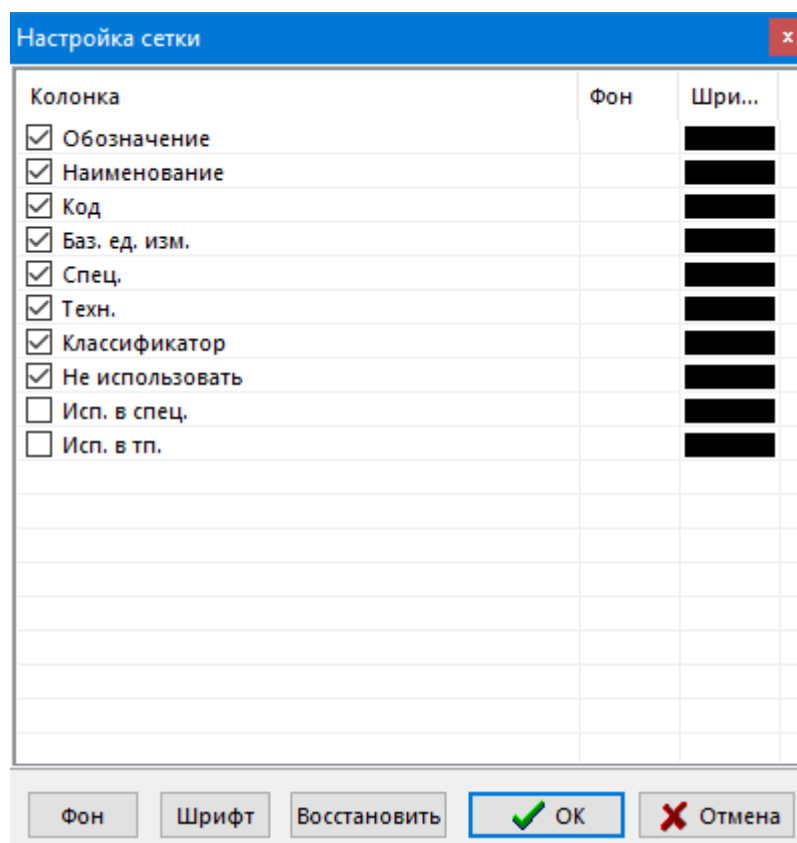 Настройка сетки x
Колонка Фон Шри...
Обозначение
Наименование
Код
Баз. ед. изм.
Спец.
Техн.
Классификатор
Не использовать
Исп. в спец.
Исп. в тп.
Фон Шрифт Восстановить OK Отмена